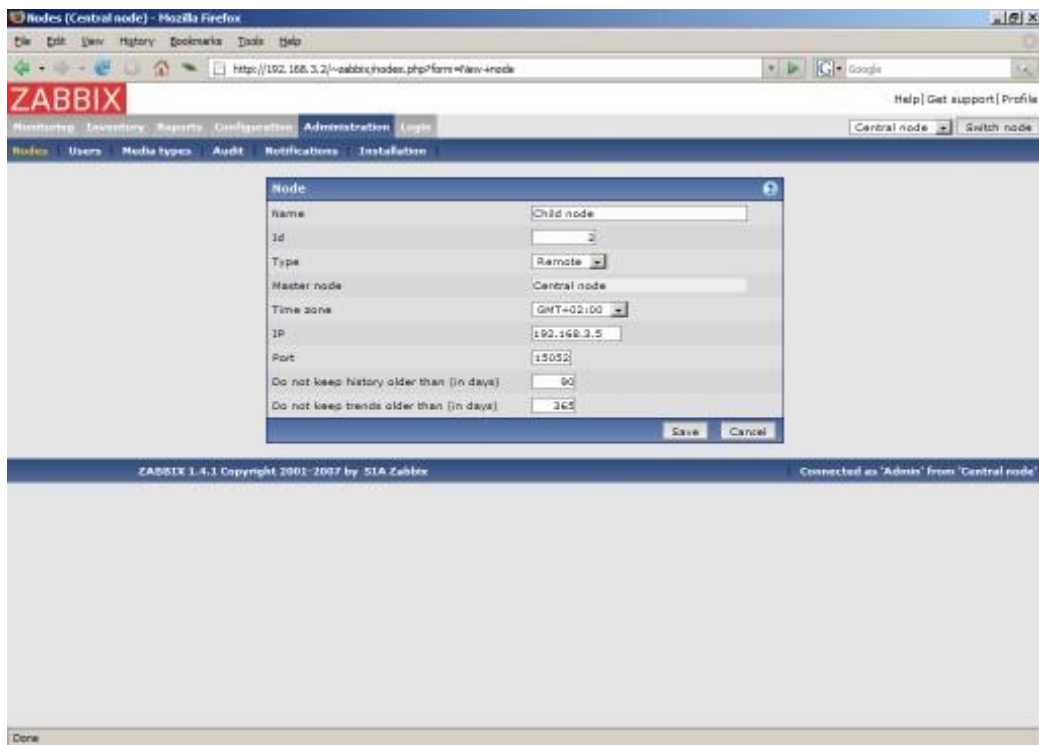 Nodes (Central node) - Mozilla Firefox
File Edit View History Bookmarks Tools Help
http://192.168.3.2/~zabbix/nodes.php?form=New+node
Google
ZABBIX
Help | Get support | Profile
Monitoring Inventory Reports Configuration Administration Login
Central node Switch node
Nodes Users Media types Audit Notifications Installation
Node
Name Child node
Id 2
Type Remote
Master node Central node
Time zone GMT+02:00
IP 192.168.3.5
Port 15052
Do not keep history older than (in days) 90
Do not keep trends older than (in days) 365
Save Cancel
ZABBIX 1.4.1 Copyright 2001-2007 by SIA Zabbix
Connected as 'Admin' from 'Central node'
Done